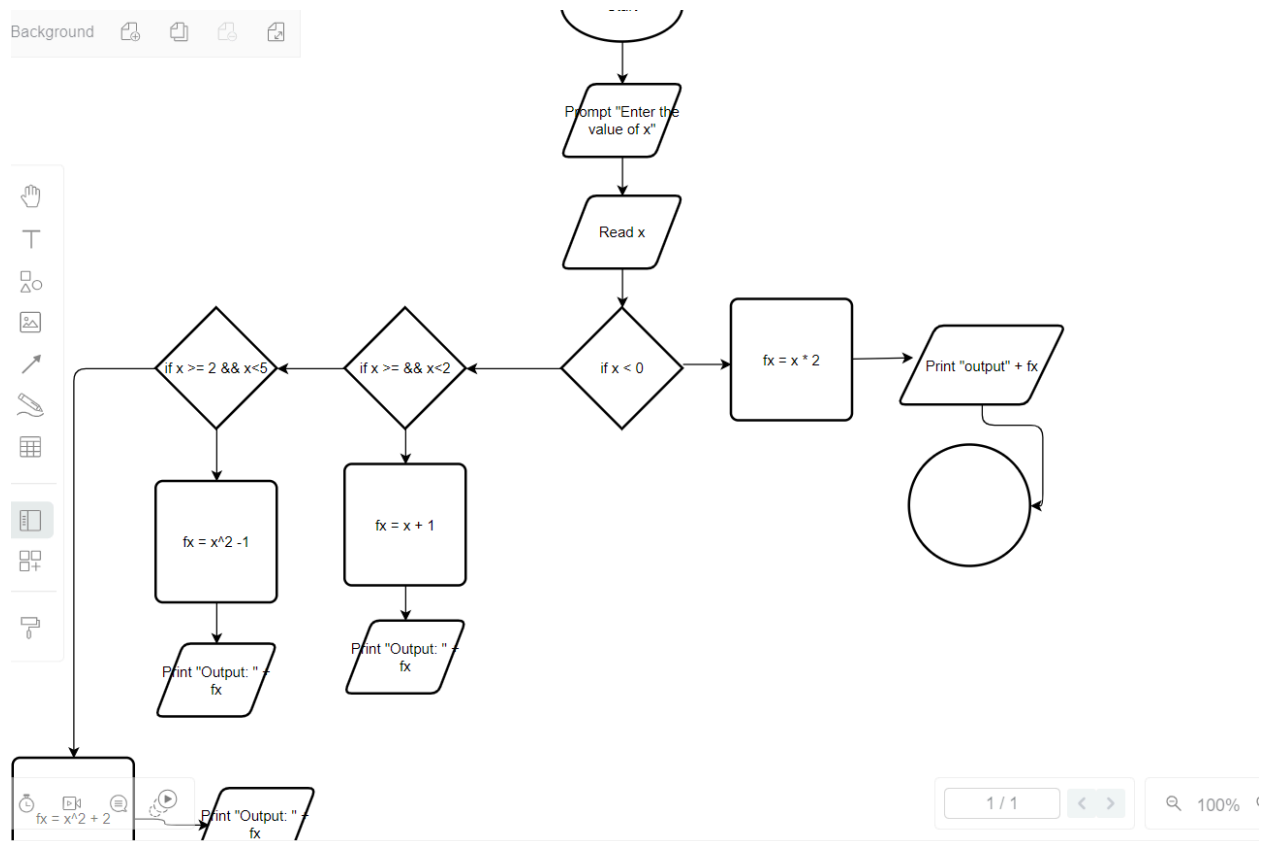 Background
Prompt "Enter the
value of x"
Read x
if x >= 2 && x<5
if x >= && x<2
if x < 0
fx = x * 2
Print "output" + fx
fx = x^2 -1
fx = x + 1
Print "Output: " +
fx
Print "Output: " +
fx
fx = x^2 + 2
Print "Output: " +
fx
1 / 1
100%